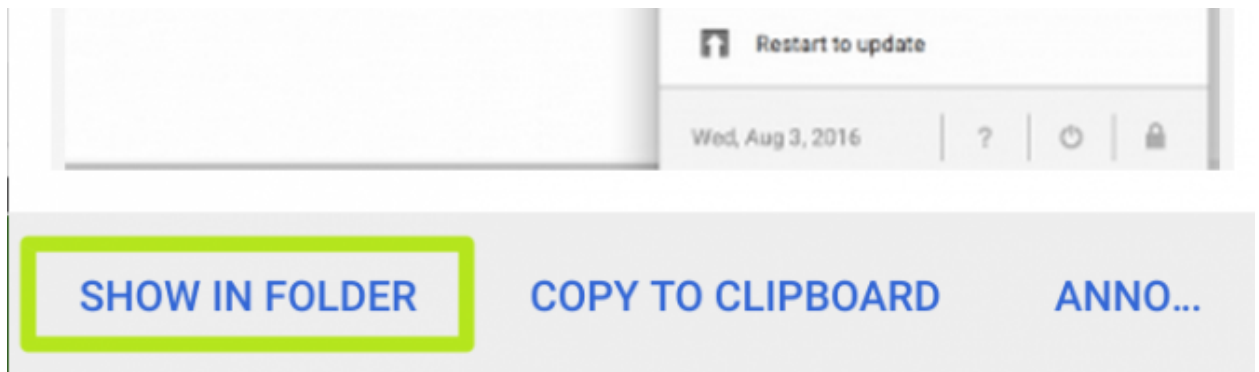 Restart to update
Wed, Aug 3, 2016 ?
SHOW IN FOLDER COPY TO CLIPBOARD ANNO...